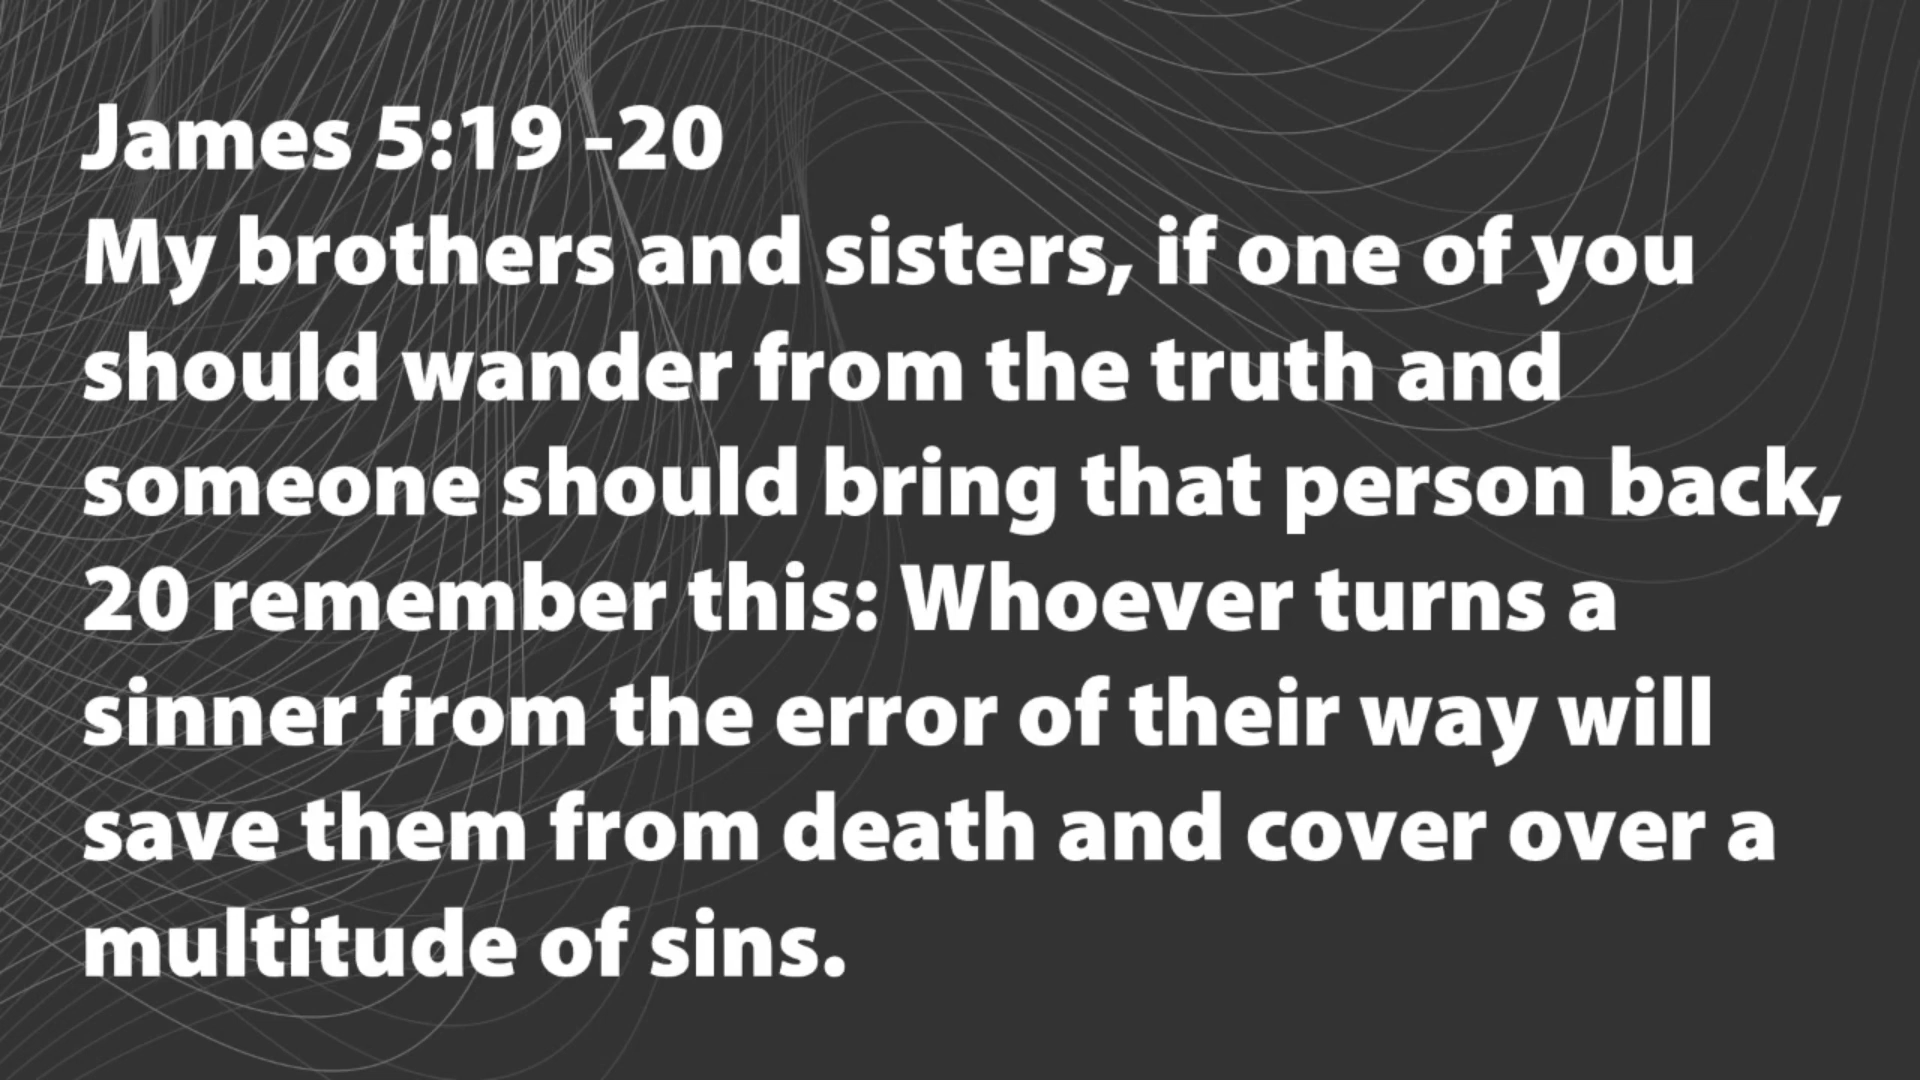 James 5:19 -20
My brothers and sisters, if one of you
should wander from the truth and
someone should bring that person back,
20 remember this: Whoever turns a
sinner from the error of their way will
save them from death and cover over a
multitude of sins.